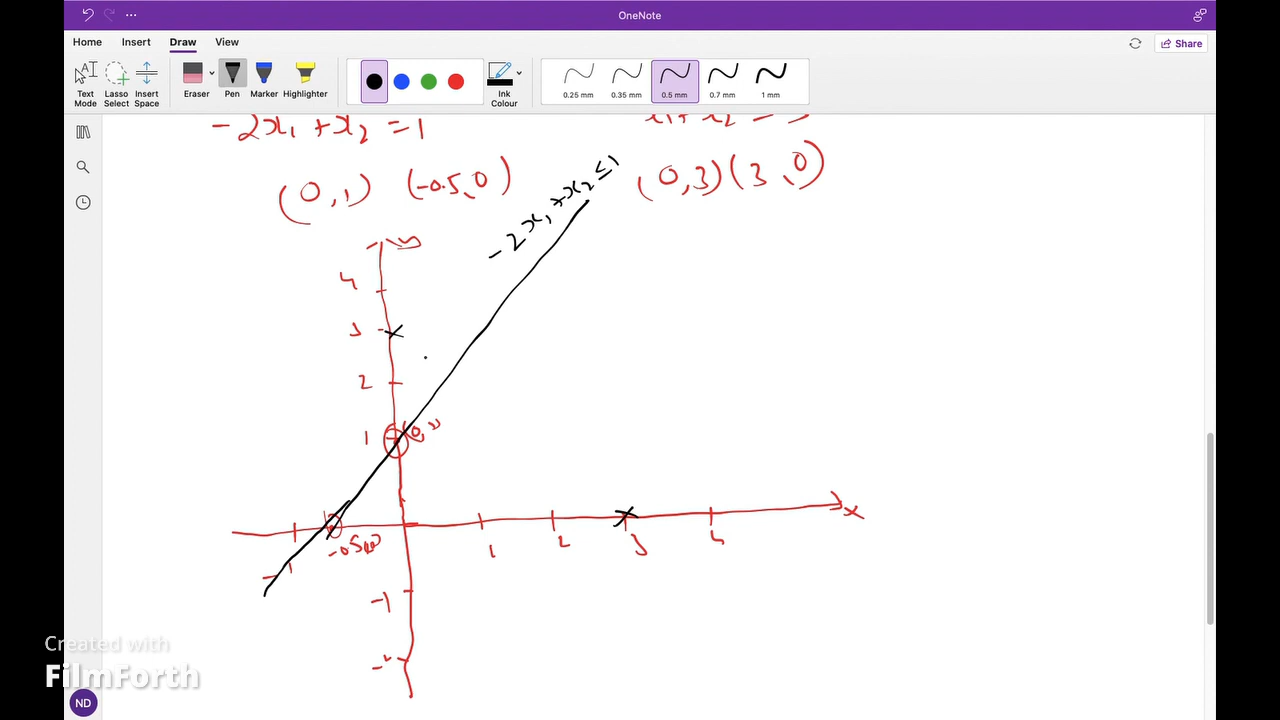 OneNote
Home Insert Draw View
Share
Text Mode Lasso Select Insert Space Eraser Pen Marker Highlighter Ink Colour 0.25 mm 0.35 mm 0.5 mm 0.7 mm 1 mm
-2x₁ +x₂ =1
(0,1) (-0.5,0) (0,3)(3,0)
-2x₁+x₂ ≤1
y
4
3
2
1
x
1 2 3 4
-1
-1
Created with
FilmForth
ND